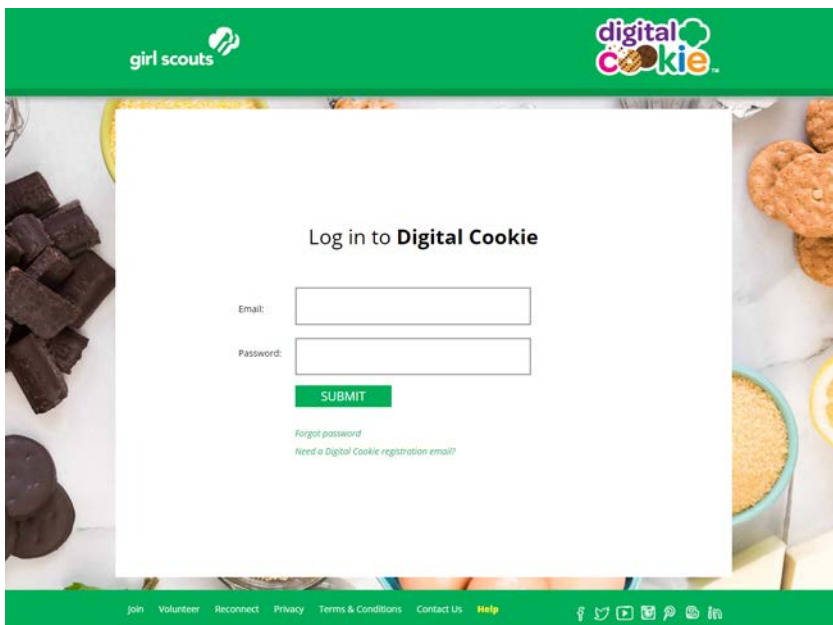 girl scouts
digital
cookie™
Log in to Digital Cookie
Email:
Password:
SUBMIT
Forgot password
Need a Digital Cookie registration email?
Join Volunteer Reconnect Privacy Terms & Conditions Contact Us Help